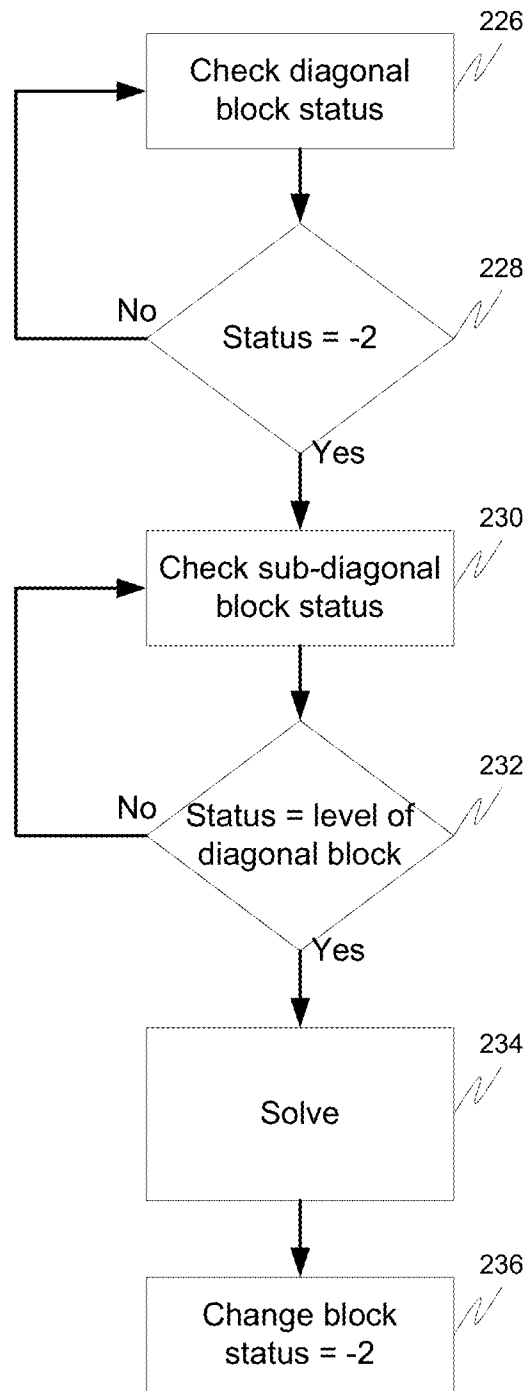 226
Check diagonal
block status
228
No
Status = -2
Yes
230
Check sub-diagonal
block status
232
No
Status = level of
diagonal block
Yes
234
Solve
236
Change block
status = -2